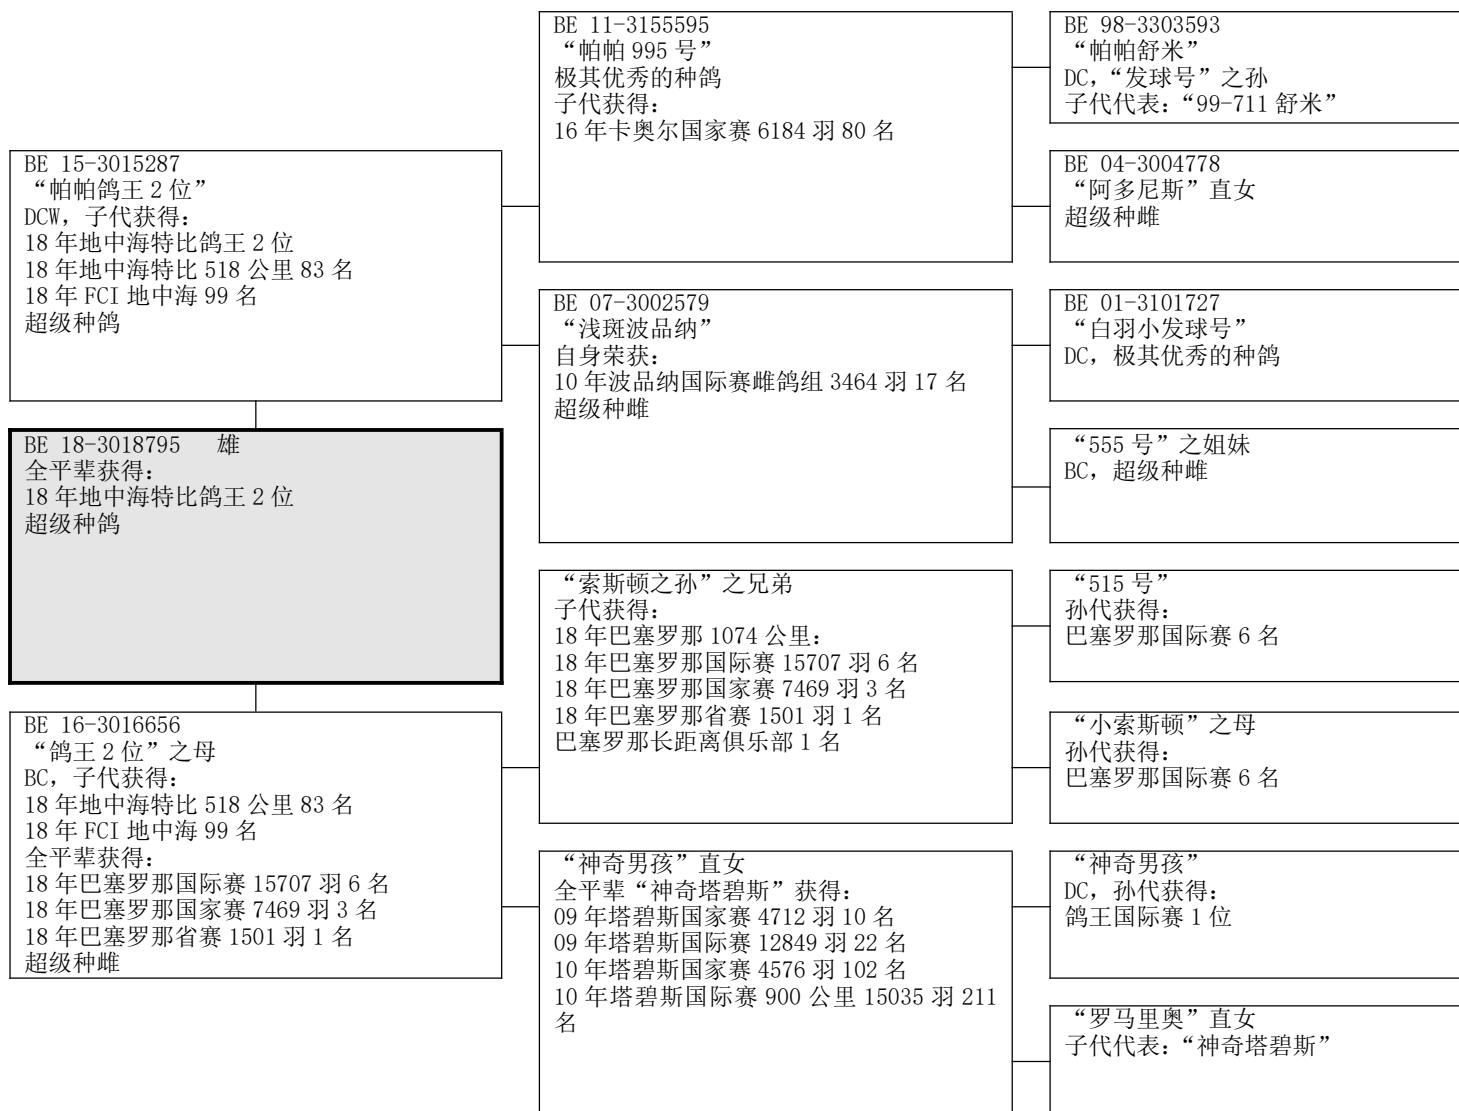 BE 15-3015287
“帕帕鸽王 2 位”
DCW，子代获得：
18 年地中海特比鸽王 2 位
18 年地中海特比 518 公里 83 名
18 年 FCI 地中海 99 名
超级种鸽
BE 18-3018795 雄
全平辈获得：
18 年地中海特比鸽王 2 位
超级种鸽
BE 16-3016656
“鸽王 2 位”之母
BC，子代获得：
18 年地中海特比 518 公里 83 名
18 年 FCI 地中海 99 名
全平辈获得：
18 年巴塞罗那国际赛 15707 羽 6 名
18 年巴塞罗那国家赛 7469 羽 3 名
18 年巴塞罗那省赛 1501 羽 1 名
超级种雌
BE 11-3155595
“帕帕 995 号”
极其优秀的种鸽
子代获得：
16 年卡奥尔国家赛 6184 羽 80 名
BE 07-3002579
“浅斑波品纳”
自身荣获：
10 年波品纳国际赛雌鸽组 3464 羽 17 名
超级种雌
“索斯顿之孙”之兄弟
子代获得：
18 年巴塞罗那 1074 公里：
18 年巴塞罗那国际赛 15707 羽 6 名
18 年巴塞罗那国家赛 7469 羽 3 名
18 年巴塞罗那省赛 1501 羽 1 名
巴塞罗那长距离俱乐部 1 名
“神奇男孩”直女
全平辈“神奇塔碧斯”获得：
09 年塔碧斯国家赛 4712 羽 10 名
09 年塔碧斯国际赛 12849 羽 22 名
10 年塔碧斯国家赛 4576 羽 102 名
10 年塔碧斯国际赛 900 公里 15035 羽 211
名
BE 98-3303593
“帕帕舒米”
DC，“发球号”之孙
子代代表：“99-711 舒米”
BE 04-3004778
“阿多尼斯”直女
超级种雌
BE 01-3101727
“白羽小发球号”
DC，极其优秀的种鸽
“555 号”之姐妹
BC，超级种雌
“515 号”
孙代获得：
巴塞罗那国际赛 6 名
“小索斯顿”之母
孙代获得：
巴塞罗那国际赛 6 名
“神奇男孩”
DC，孙代获得：
鸽王国际赛 1 位
“罗马里奥”直女
子代代表：“神奇塔碧斯”